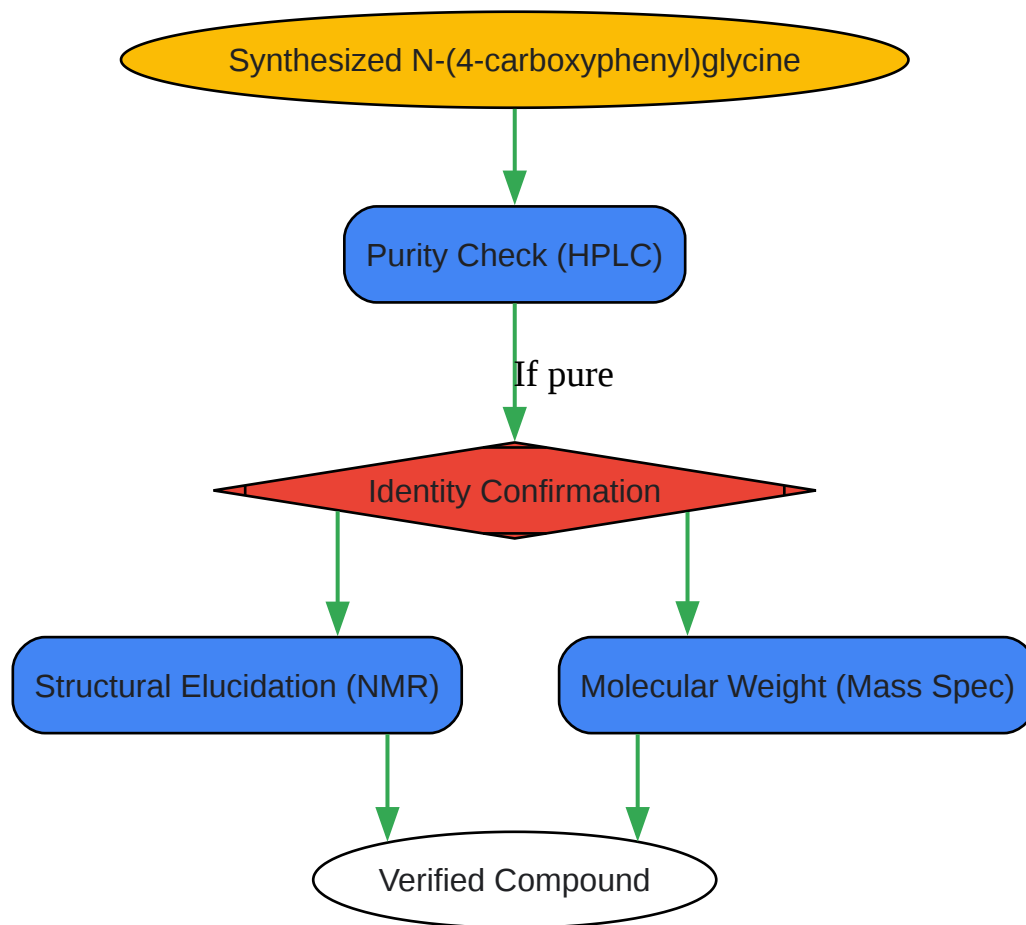 Synthesized N-(4-carboxyphenyl)glycine
Purity Check (HPLC)
If pure
Identity Confirmation
Structural Elucidation (NMR)
Molecular Weight (Mass Spec)
Verified Compound